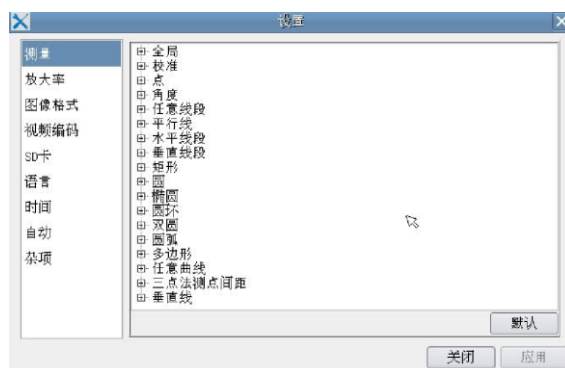 设置
测量
放大率
图像格式
视频编码
SD卡
语言
时间
自动
杂项
全局
校准
点
角度
任意线段
平行线
水平线段
垂直线段
矩形
圆
椭圆
圆环
双圆
圆弧
多边形
任意曲线
三点法测点间距
垂直线
默认
关闭
应用